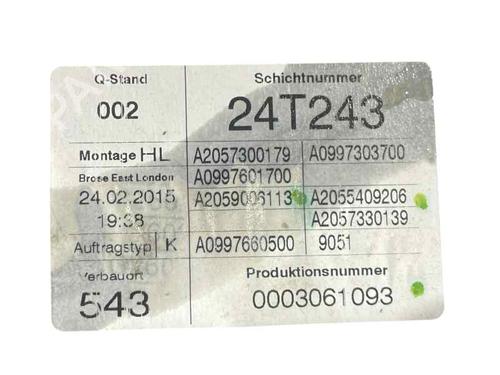 Q-Stand
002
Schichtnummer
24T243
Montage HL
A2057300179 A0997303700
Brose East London
A0997601700
24.02.2015
A2059006113 A2055409206
19:38
A2057330139
Auftragstyp K
A0997660500 9051
Verbauort
543
Produktionsnummer
0003061093